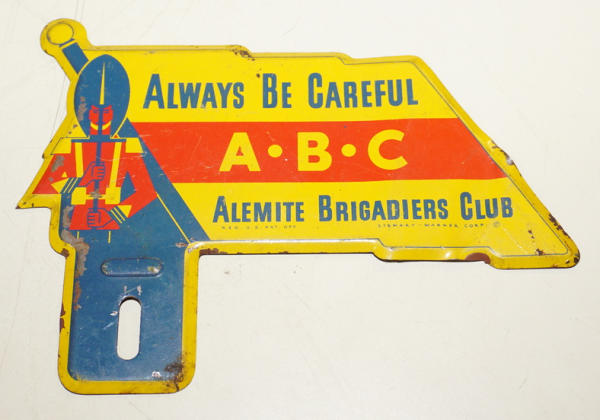 ALWAYS BE CAREFUL
A•B•C
ALEMITE BRIGADIERS CLUB
REG. U.S. PAT. OFF. STEWART-WARNER CORP. ©